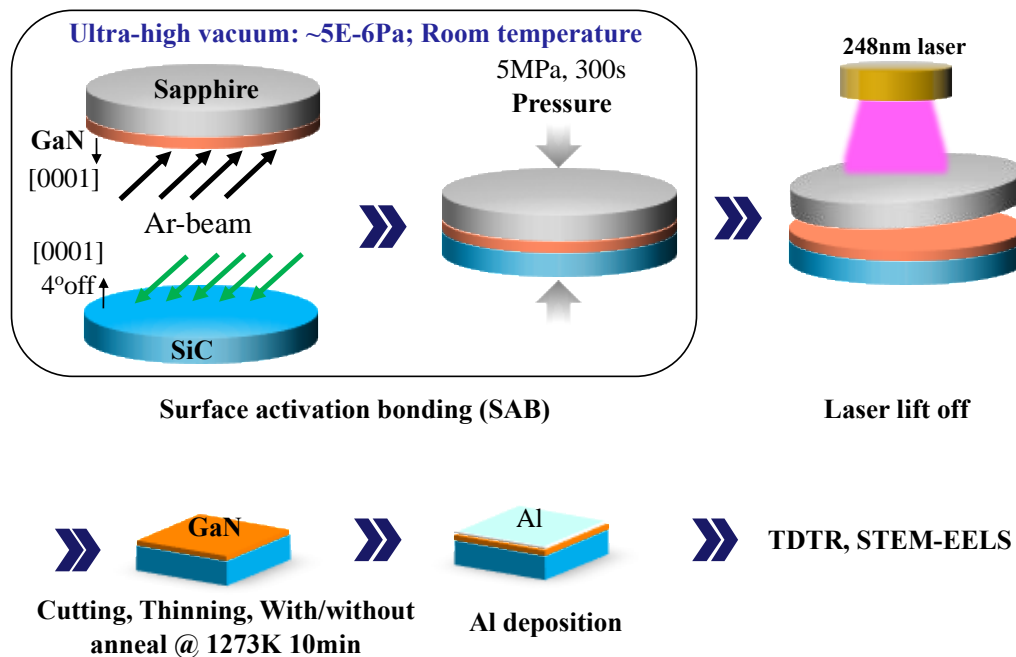 Ultra-high vacuum: ~5E-6Pa; Room temperature
Sapphire
GaN
[0001]
Ar-beam
[0001]
4°off
SiC
5MPa, 300s
Pressure
248nm laser
Surface activation bonding (SAB)
Laser lift off
GaN
Cutting, Thinning, With/without
anneal @ 1273K 10min
Al
Al deposition
TDTR, STEM-EELS